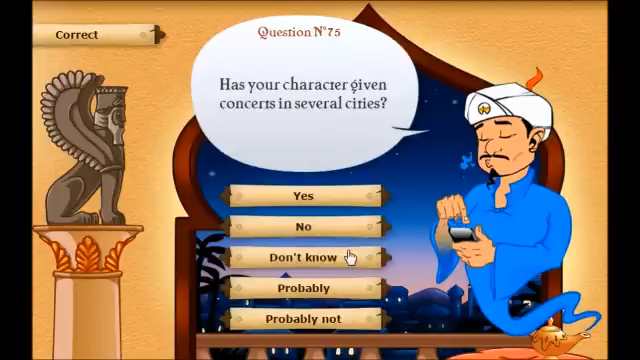 Correct
Question N°75
Has your character given
concerts in several cities?
Yes
No
Don't know
Probably
Probably not